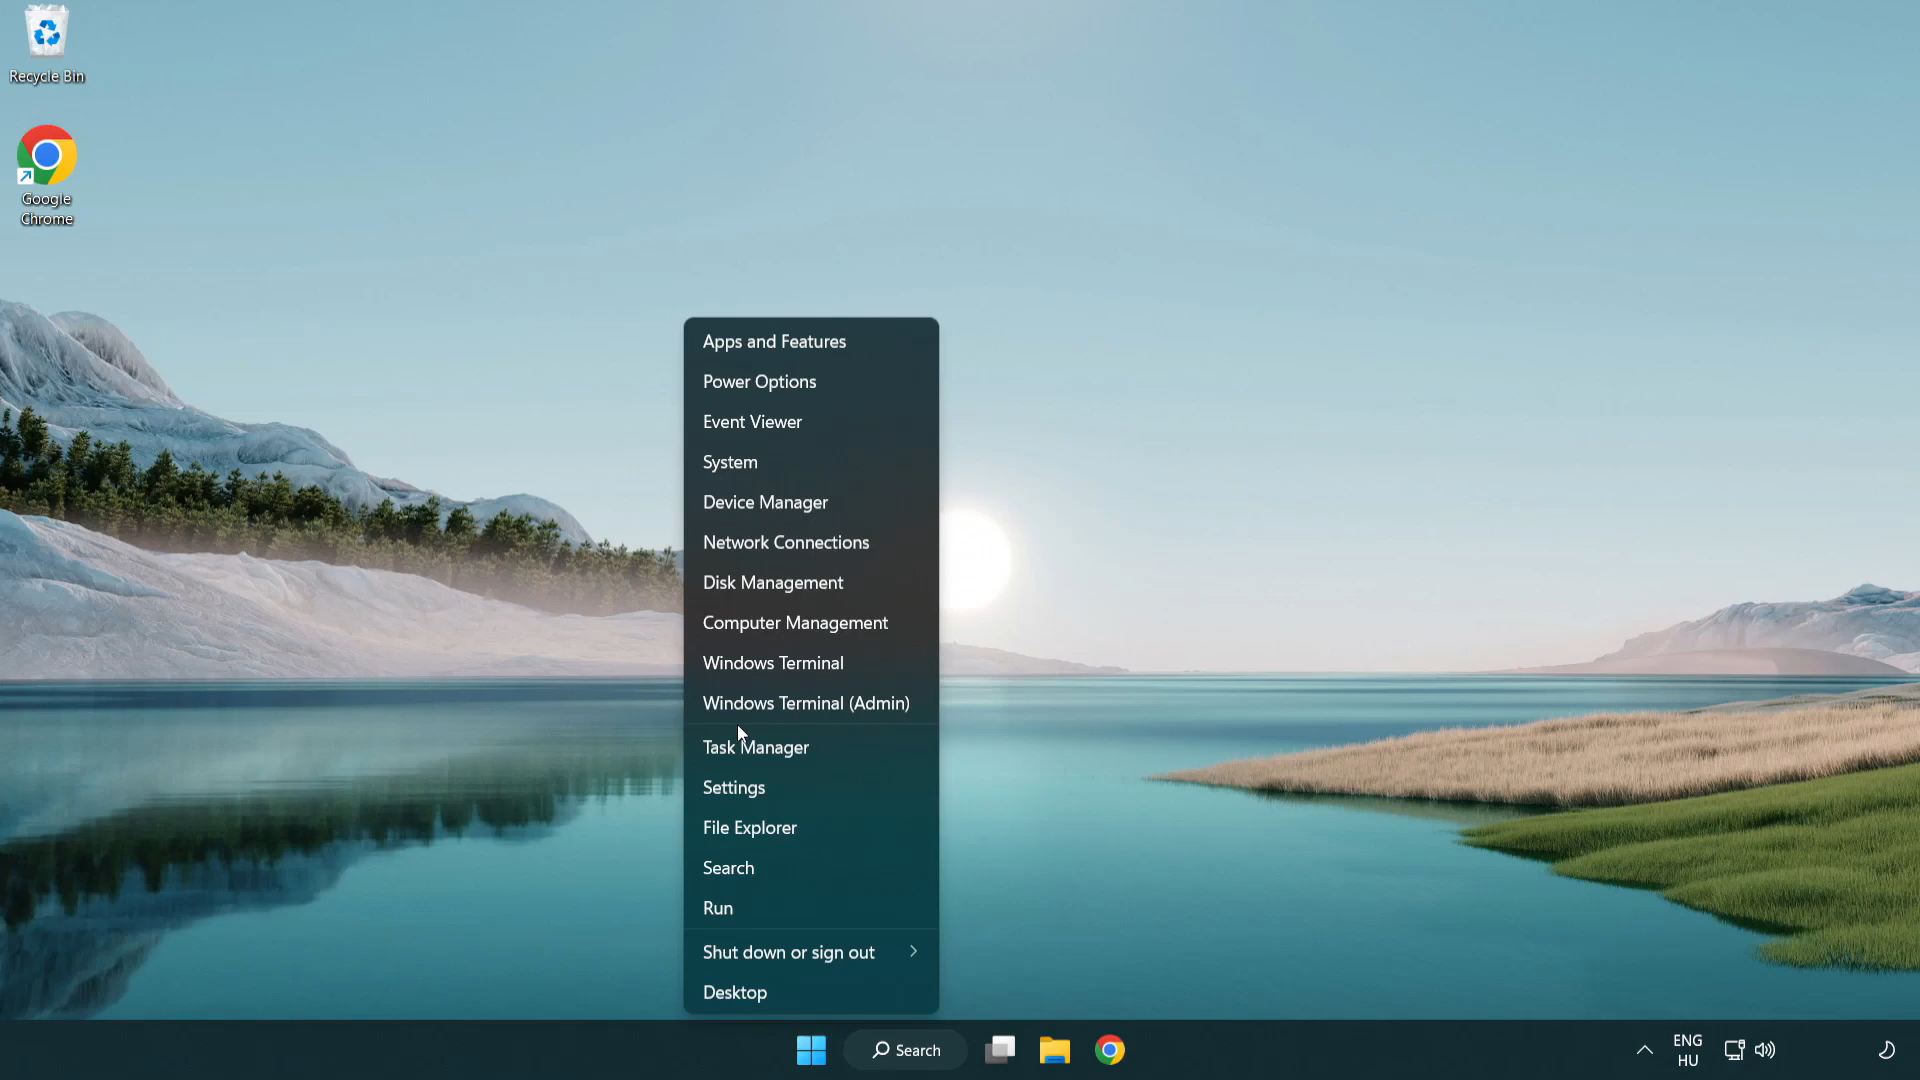 Recycle Bin
Google
Chrome
Apps and Features
Power Options
Event Viewer
System
Device Manager
Network Connections
Disk Management
Computer Management
Windows Terminal
Windows Terminal (Admin)
Task Manager
Settings
File Explorer
Search
Run
Shut down or sign out
Desktop
Search
ENG
HU